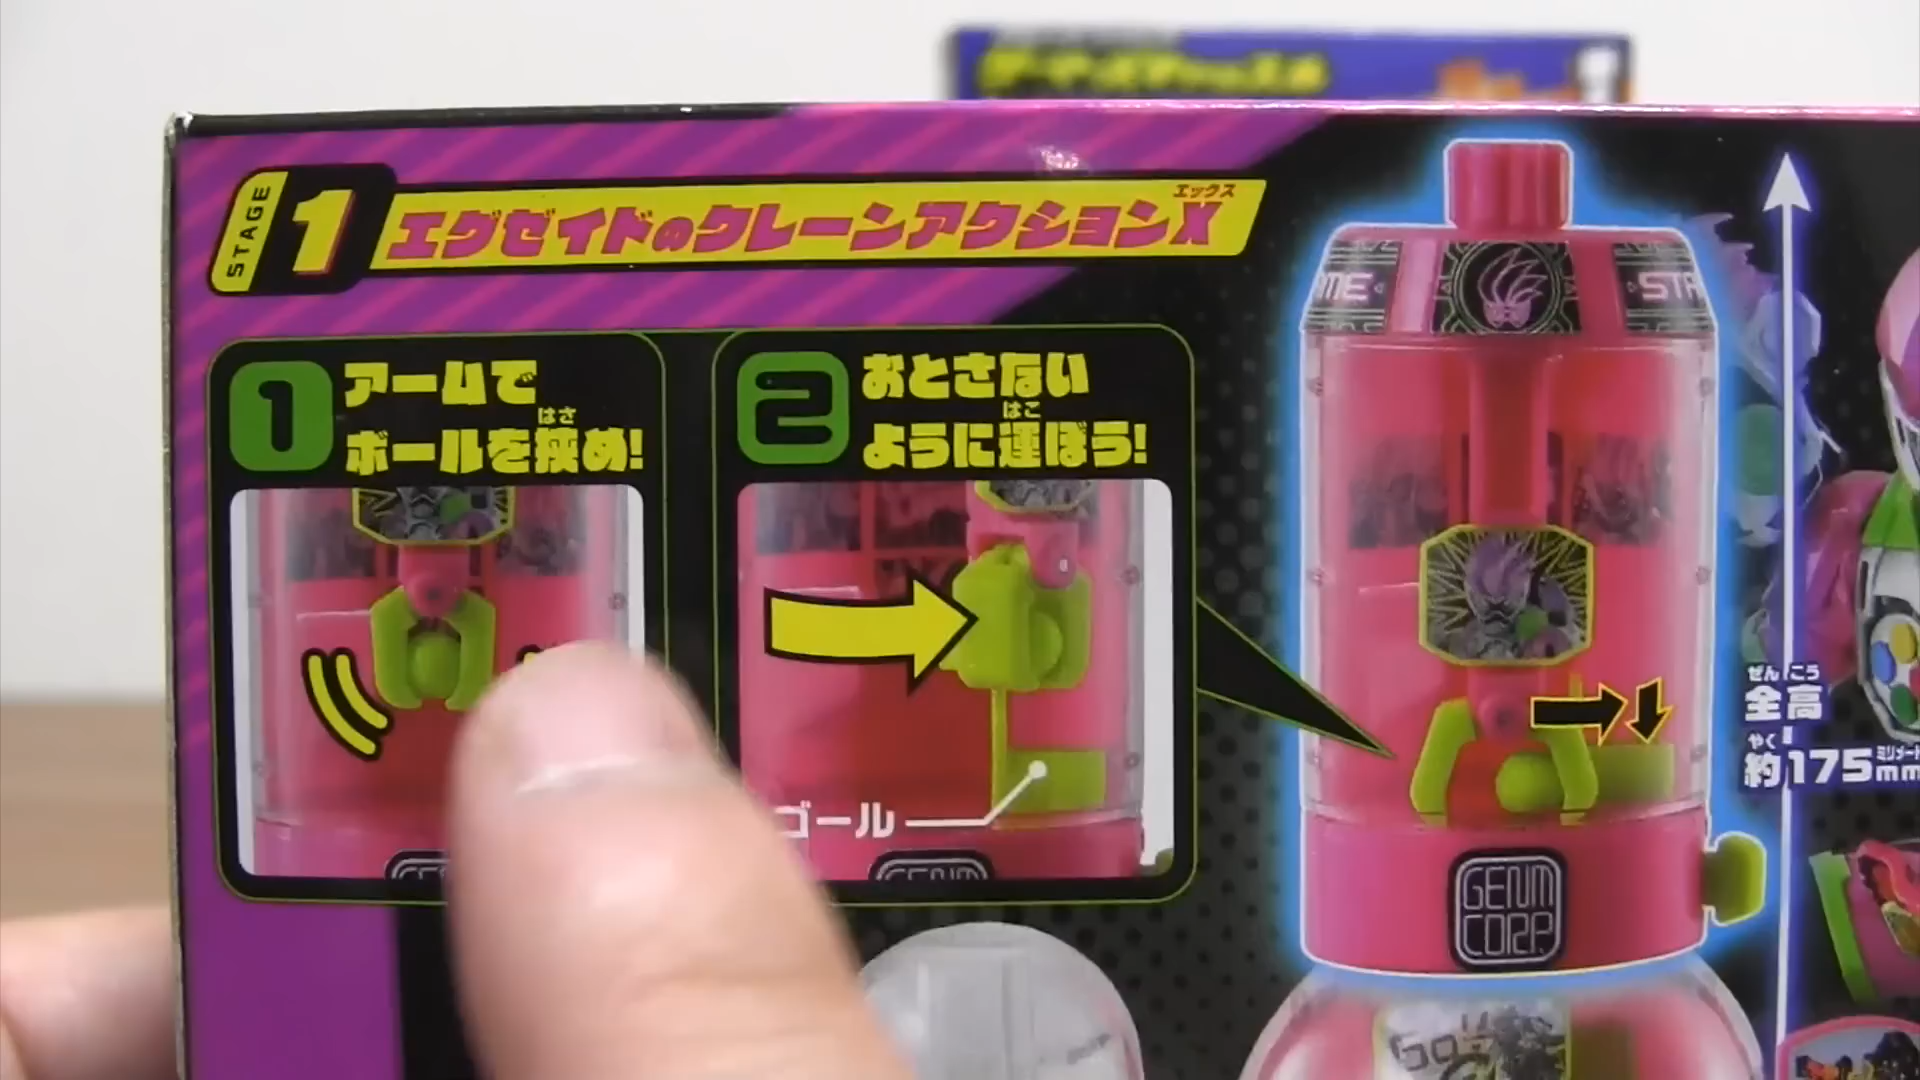 STAGE
1
エックス
エグゼイドのクレーンアクションX
1
アームで
はさ
ボールを挟め!
2
おとさない
はこ
ように運ぼう!
ゴール
ぜんこう
全高
やく
約175mm
GENM
CORP.
GO